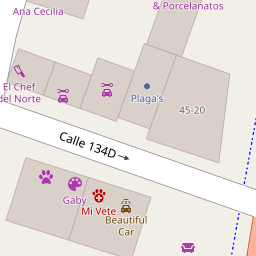 & Porcelanatos
Ana Cecilia
El Chef
del Norte
Plaga's
45-20
Calle 134D
Gaby
Mi Vete
Beautiful
Car